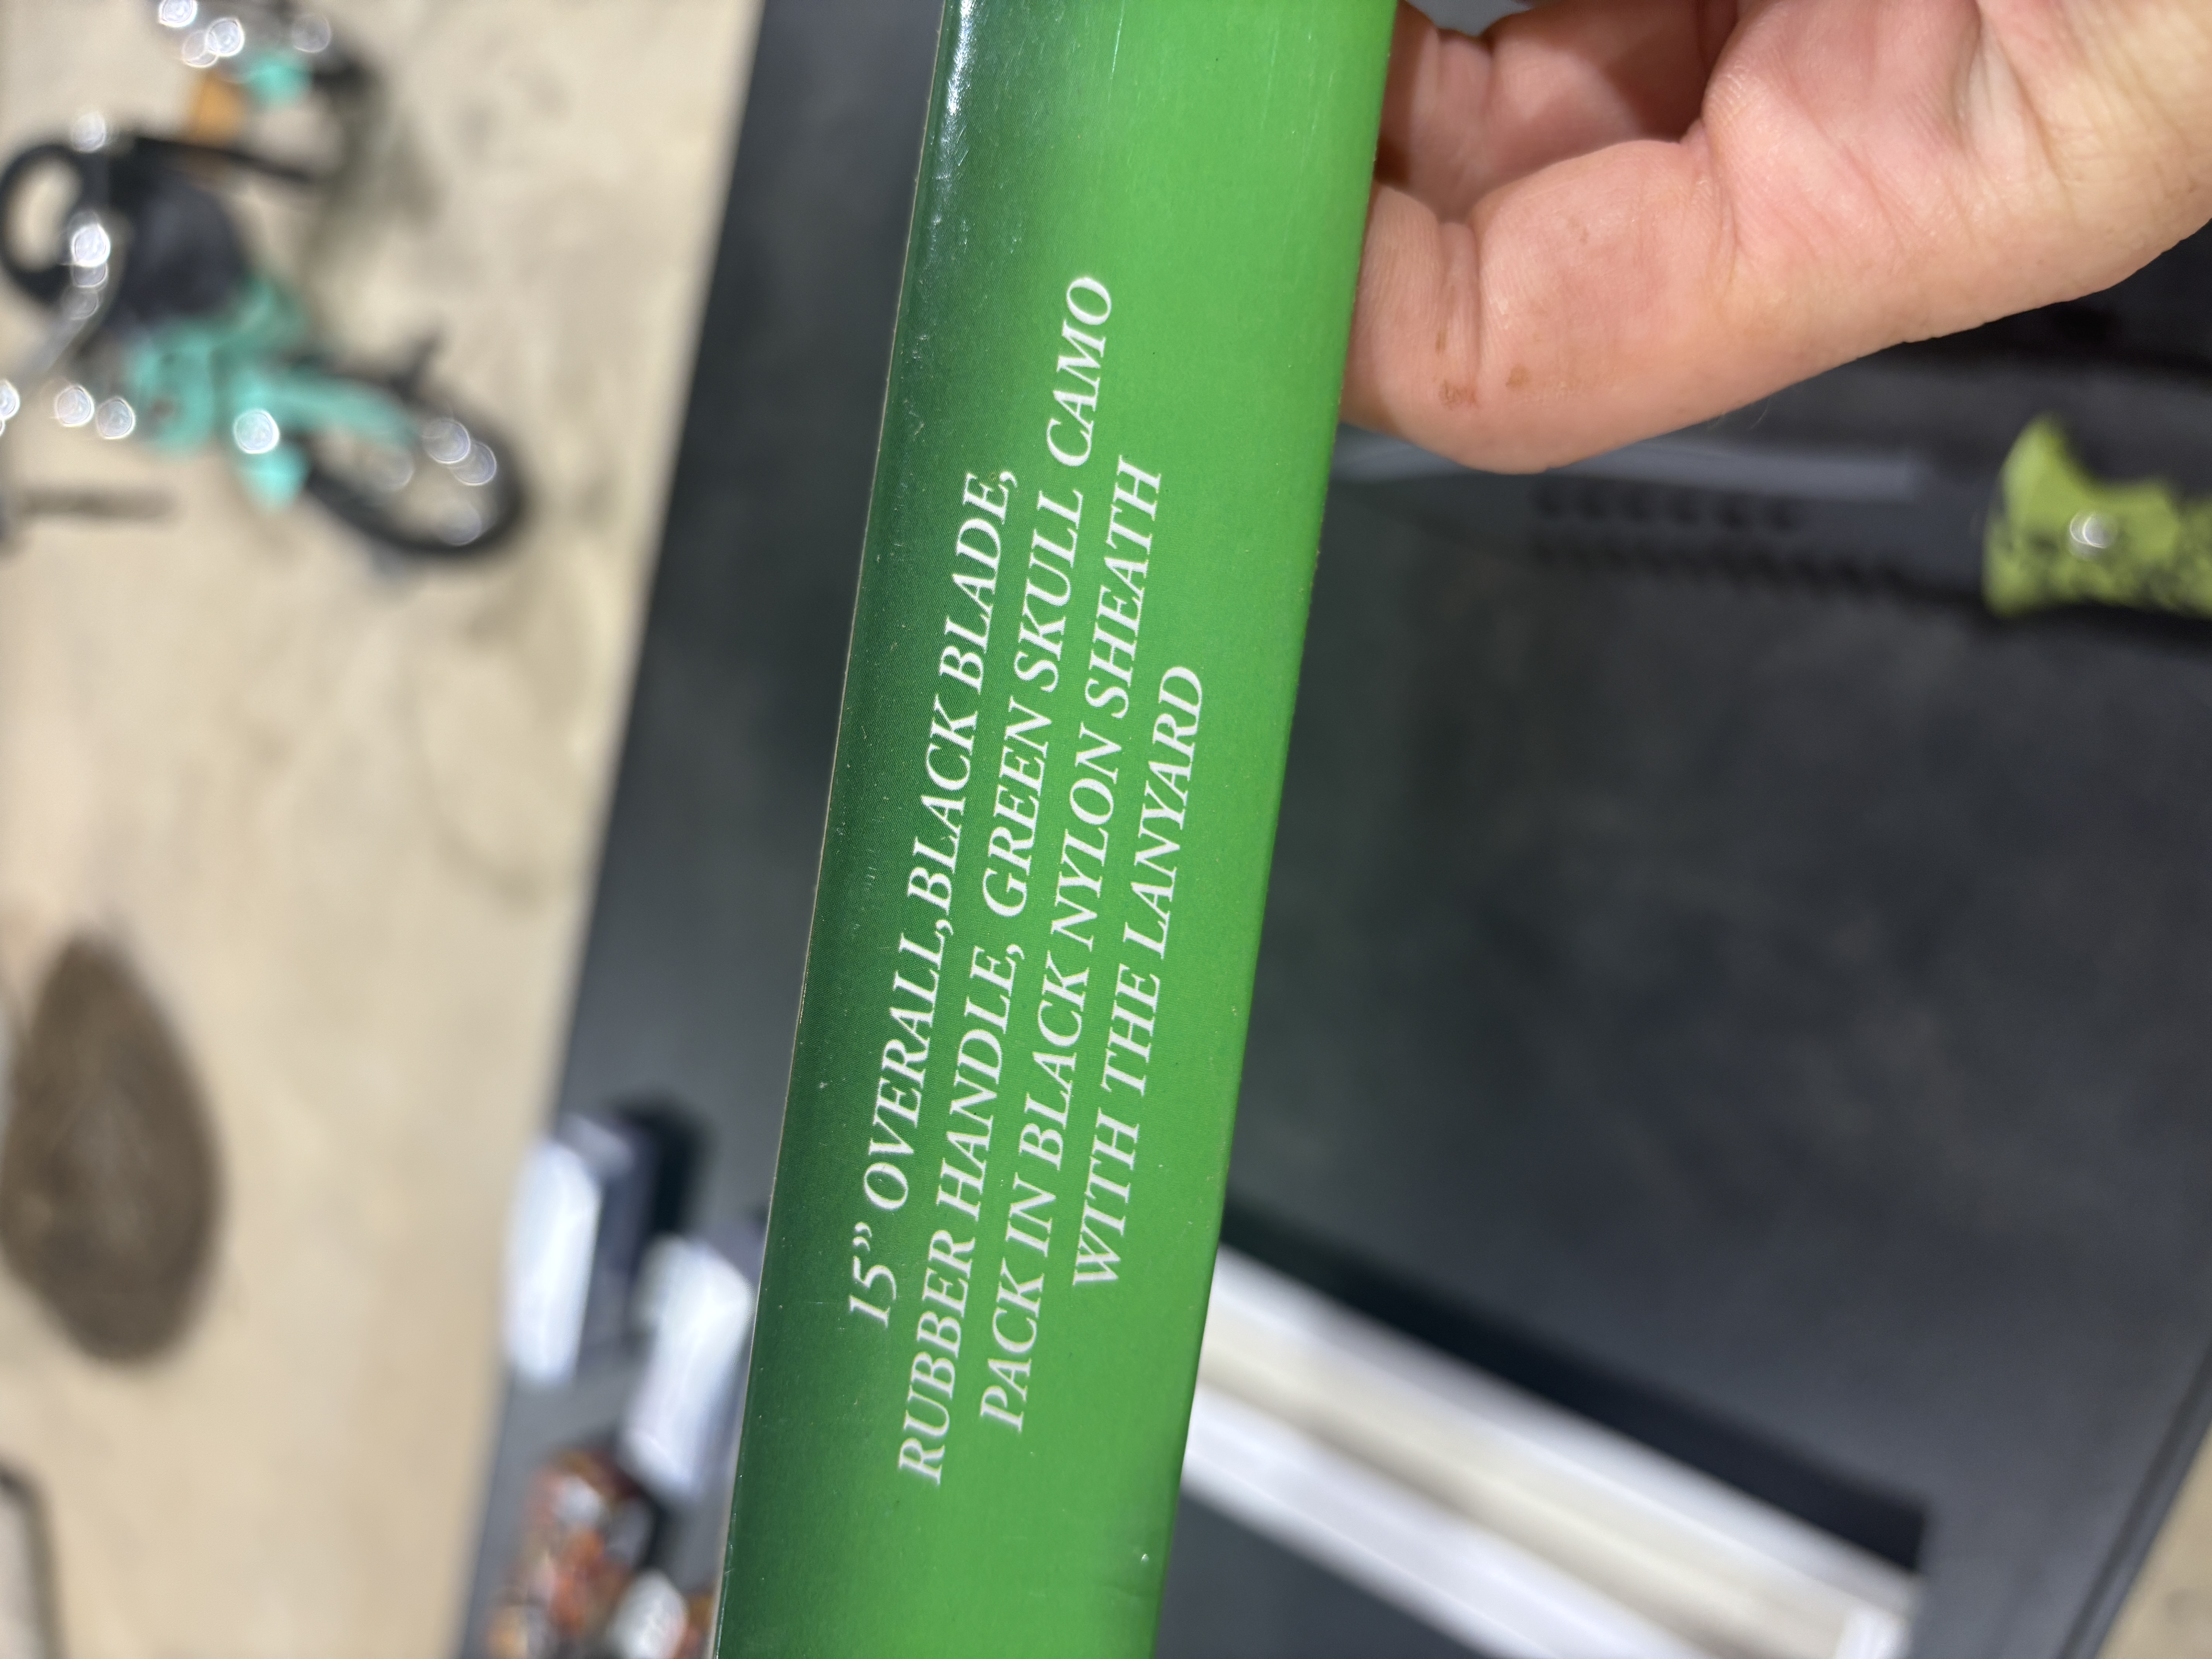 15” OVERALL,BLACK BLADE,
RUBBER HANDLE, GREEN SKULL CAMO
PACK IN BLACK NYLON SHEATH
WITH THE LANYARD